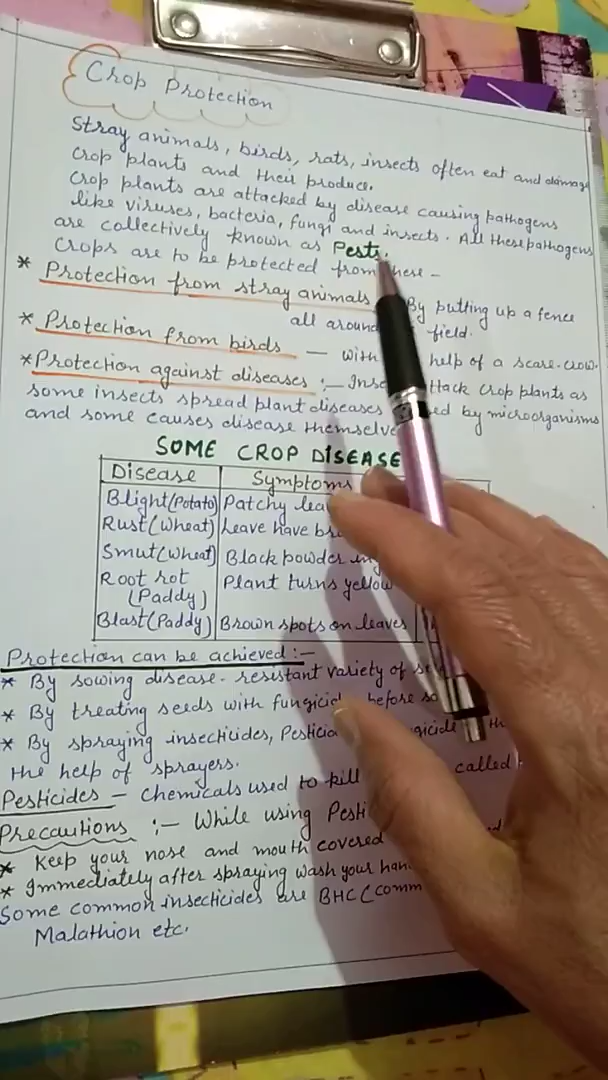 Crop Protection
Stray animals, birds, rats, insects often eat and damage
crop plants and their produce.
Crop plants are attacked by disease causing pathogens
like viruses, bacteria, fungi and insects. All these pathogens
are collectively known as Pests.
Crops are to be protected from these -
* Protection from stray animals By putting up a fence
all around field.
* Protection from birds — with help of a scare-crow.
* Protection against diseases :— attack crop plants as
some insects spread plant diseases by microorganisms
and some causes disease
SOME CROP DISEASE
Disease Symptoms
Blight (Potato) Patchy
Rust (Wheat) Leave have
Smut (Wheat) Black powder
Root rot Plant turns yellow
(Paddy)
Blast (Paddy) Brown spots on leaves
Protection can be achieved :—
* By sowing disease-resistant variety of
* By treating seeds with before
* By spraying insecticides,
the help of sprayers.
Pesticides — Chemicals used to kill called
Precautions :— While using
* Keep your nose and mouth covered
* Immediately after spraying wash your
Some common insecticides are BHC (
Malathion etc.